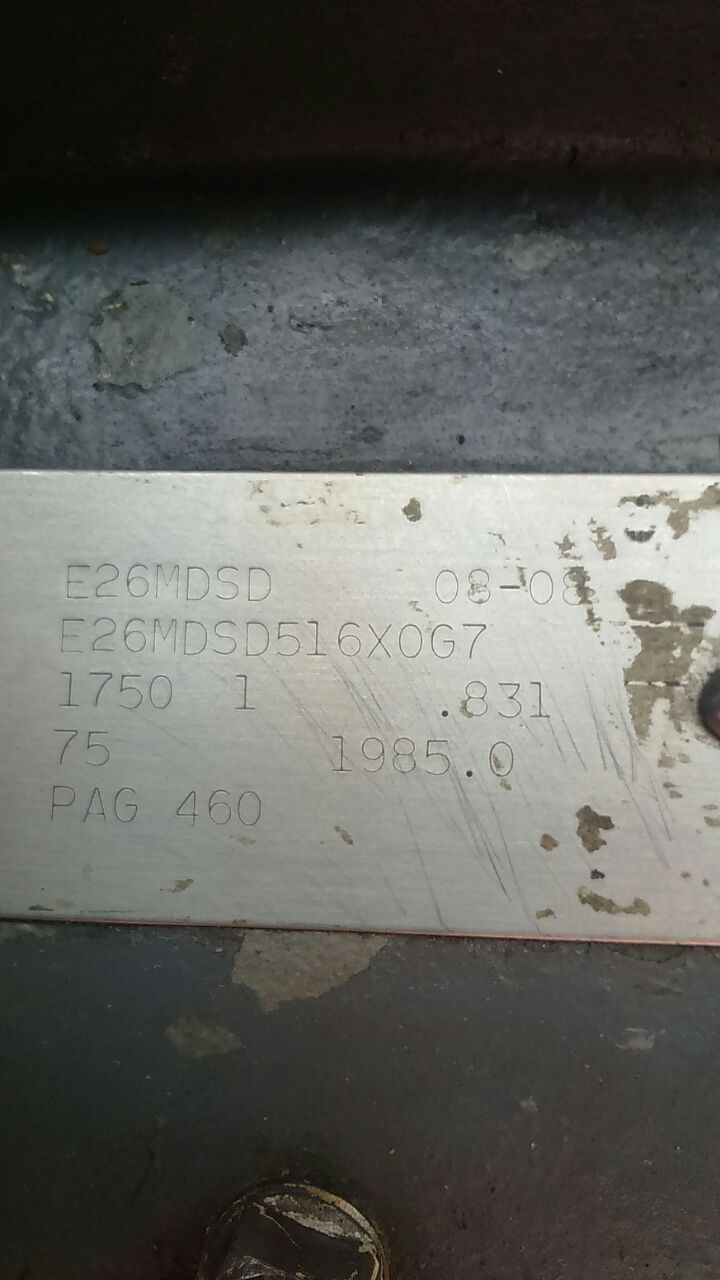 E26MDSD 08-08
E26MDSD516X0G7
1750 1 .831
75 1985.0
PAG 460